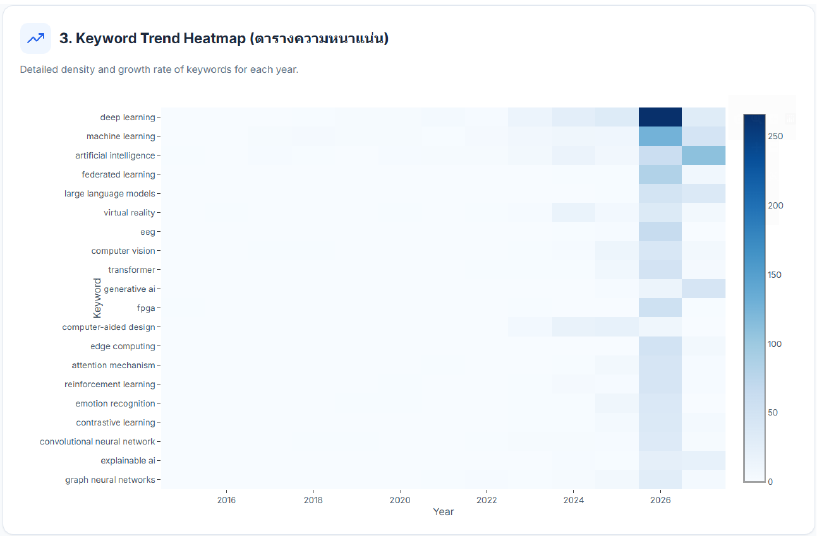 3. Keyword Trend Heatmap (ตารางความหนาแน่น)
Detailed density and growth rate of keywords for each year.
Keyword
deep learning
machine learning
artificial intelligence
federated learning
large language models
virtual reality
eeg
computer vision
transformer
generative ai
fpga
computer-aided design
edge computing
attention mechanism
reinforcement learning
emotion recognition
contrastive learning
convolutional neural network
explainable ai
graph neural networks
2016 2018 2020 2022 2024 2026
Year
250
200
150
100
50
0